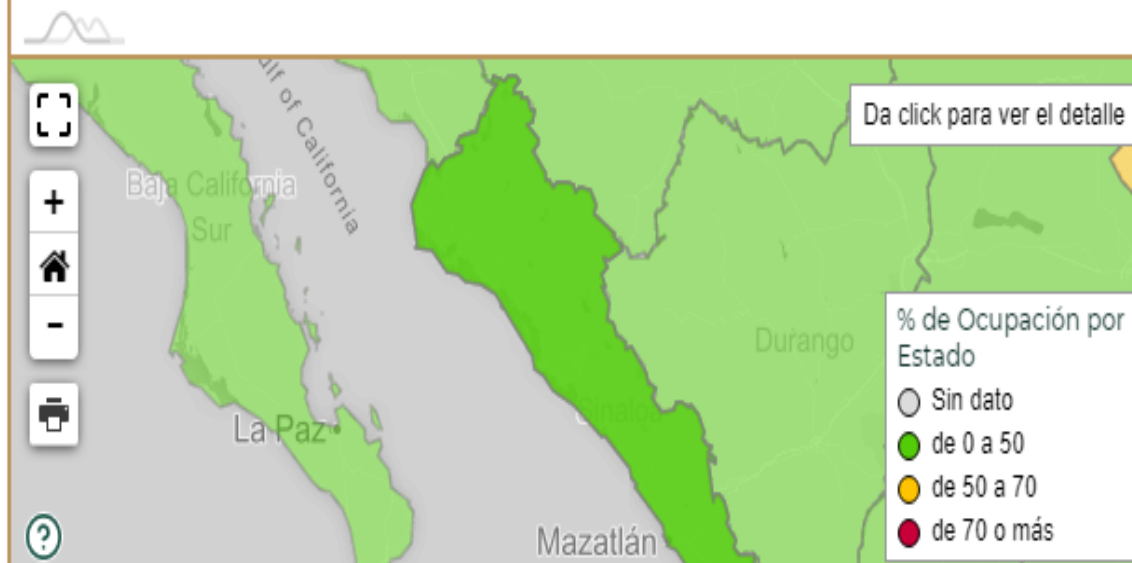 Gulf of California
Da click para ver el detalle
+
Baja California
Sur
-
% de Ocupación por
Estado
Durango
Sin dato
Sinaloa
La Paz
de 0 a 50
de 50 a 70
de 70 o más
Mazatlán
?